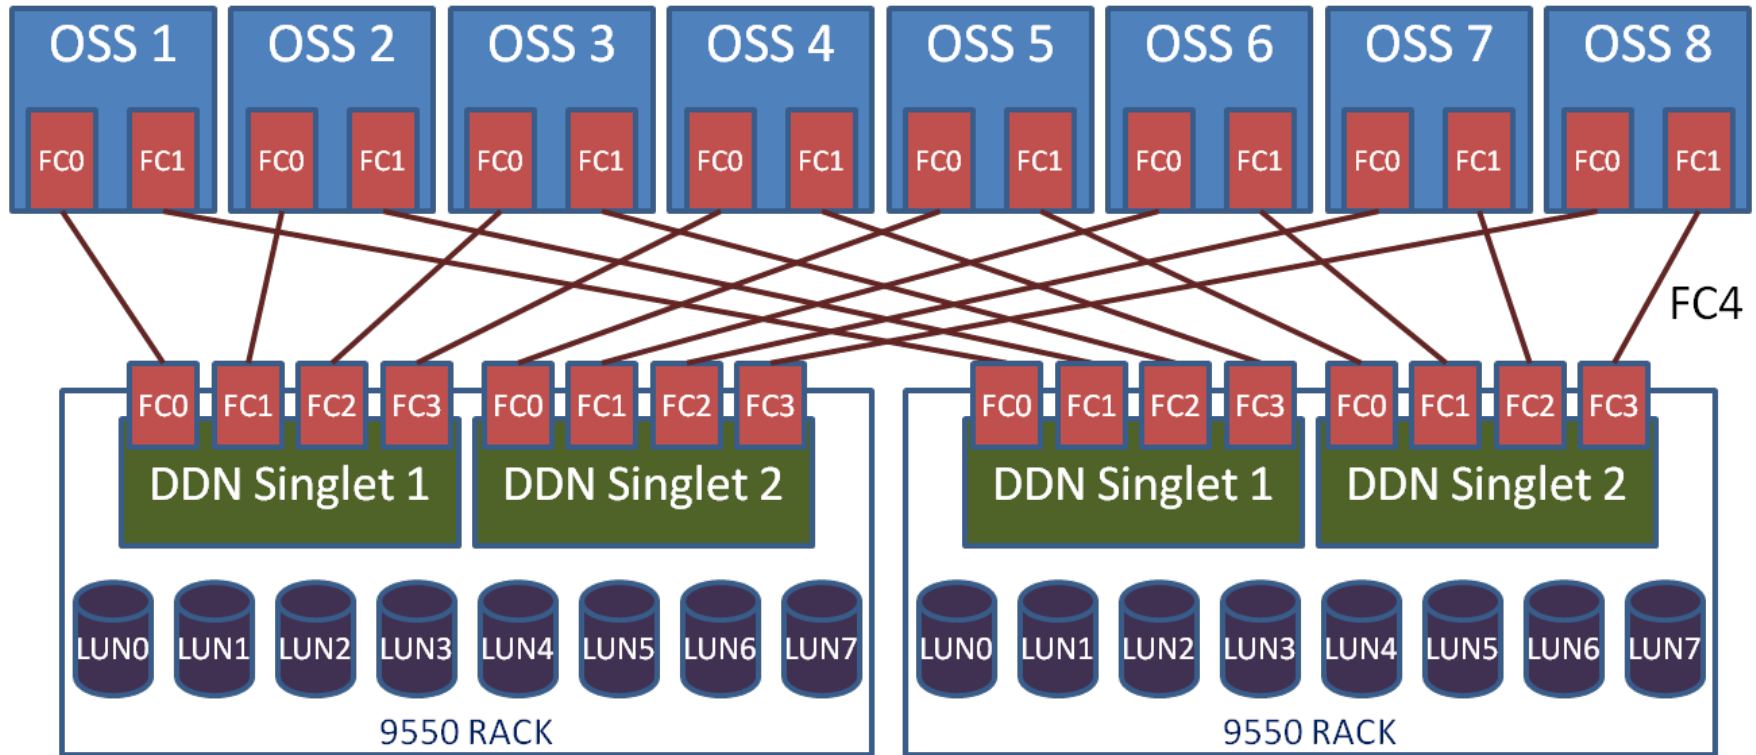 OSS 1 OSS 2 OSS 3 OSS 4 OSS 5 OSS 6 OSS 7 OSS 8
FC0 FC1 FC0 FC1 FC0 FC1 FC0 FC1 FC0 FC1 FC0 FC1 FC0 FC1 FC0 FC1
FC4
FC0 FC1 FC2 FC3 FC0 FC1 FC2 FC3 FC0 FC1 FC2 FC3 FC0 FC1 FC2 FC3
DDN Singlet 1 DDN Singlet 2 DDN Singlet 1 DDN Singlet 2
LUN0 LUN1 LUN2 LUN3 LUN4 LUN5 LUN6 LUN7 LUN0 LUN1 LUN2 LUN3 LUN4 LUN5 LUN6 LUN7
9550 RACK 9550 RACK